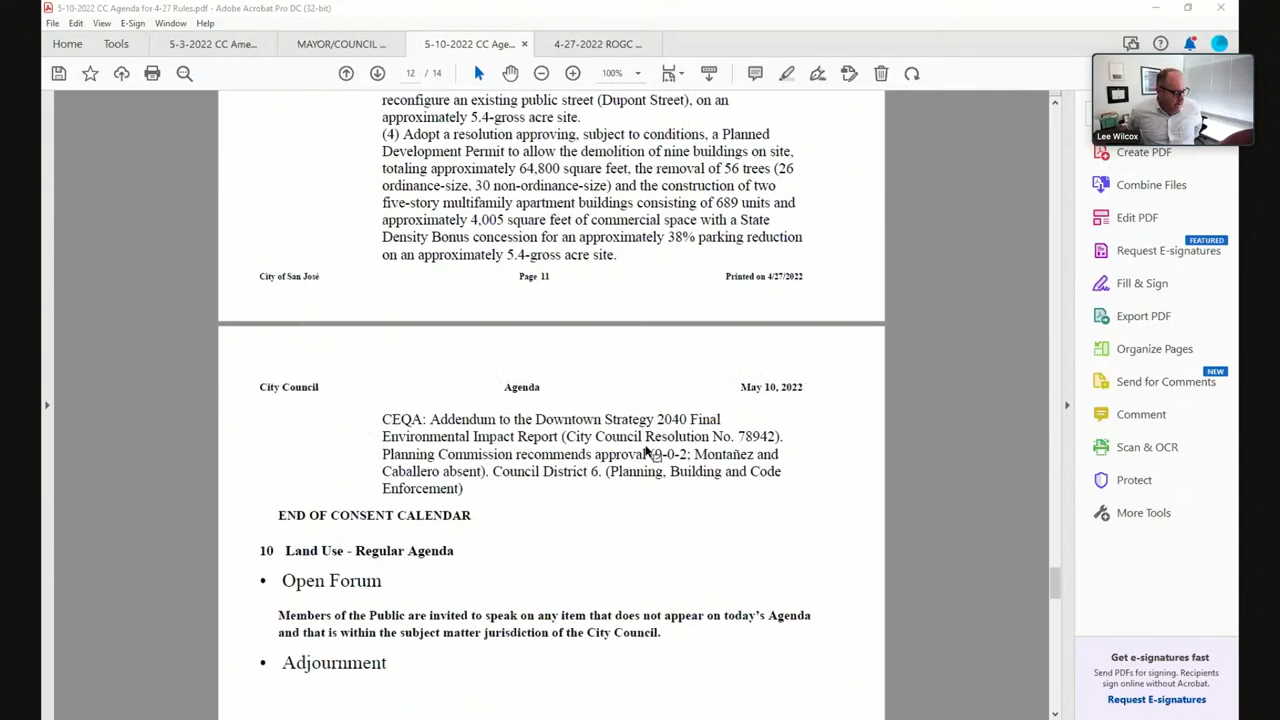 5-10-2022 CC Agenda for 4-27 Rules.pdf - Adobe Acrobat Pro DC (32-bit)
File Edit View E-Sign Window Help
Home Tools 5-3-2022 CC Ame... MAYOR/COUNCIL ... 5-10-2022 CC Age... × 4-27-2022 ROGC ...
12 / 14 100%
reconfigure an existing public street (Dupont Street), on an
approximately 5.4-gross acre site.
(4) Adopt a resolution approving, subject to conditions, a Planned
Development Permit to allow the demolition of nine buildings on site,
totaling approximately 64,800 square feet, the removal of 56 trees (26
ordinance-size, 30 non-ordinance-size) and the construction of two
five-story multifamily apartment buildings consisting of 689 units and
approximately 4,005 square feet of commercial space with a State
Density Bonus concession for an approximately 38% parking reduction
on an approximately 5.4-gross acre site.
City of San José Page 11 Printed on 4/27/2022
City Council Agenda May 10, 2022
CEQA: Addendum to the Downtown Strategy 2040 Final
Environmental Impact Report (City Council Resolution No. 78942).
Planning Commission recommends approval 9-0-2; Montañez and
Caballero absent). Council District 6. (Planning, Building and Code
Enforcement)
END OF CONSENT CALENDAR
10 Land Use - Regular Agenda
• Open Forum
Members of the Public are invited to speak on any item that does not appear on today's Agenda
and that is within the subject matter jurisdiction of the City Council.
• Adjournment
Lee Wilcox
Create PDF
Combine Files
Edit PDF
FEATURED
Request E-signatures
Fill & Sign
Export PDF
Organize Pages
NEW
Send for Comments
Comment
Scan & OCR
Protect
More Tools
Get e-signatures fast
Send PDFs for signing. Recipients
sign online without Acrobat.
Request E-signatures